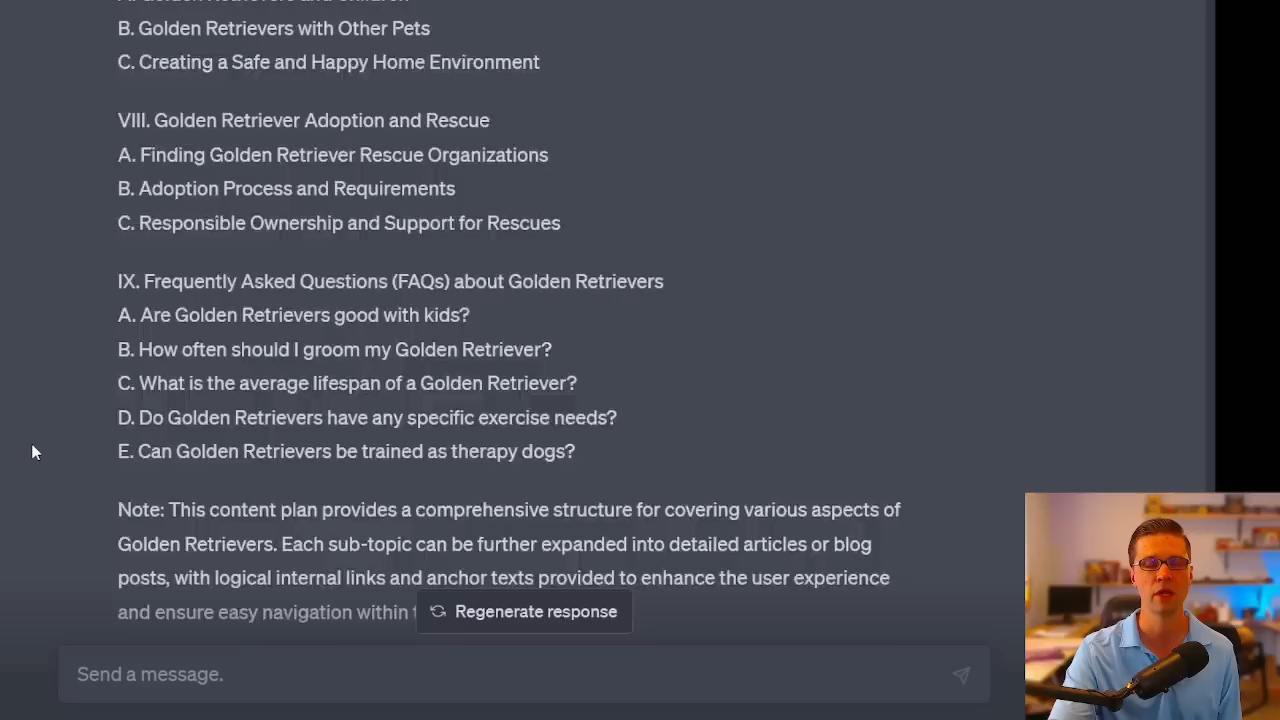 B. Golden Retrievers with Other Pets
C. Creating a Safe and Happy Home Environment
VIII. Golden Retriever Adoption and Rescue
A. Finding Golden Retriever Rescue Organizations
B. Adoption Process and Requirements
C. Responsible Ownership and Support for Rescues
IX. Frequently Asked Questions (FAQs) about Golden Retrievers
A. Are Golden Retrievers good with kids?
B. How often should I groom my Golden Retriever?
C. What is the average lifespan of a Golden Retriever?
D. Do Golden Retrievers have any specific exercise needs?
E. Can Golden Retrievers be trained as therapy dogs?
Note: This content plan provides a comprehensive structure for covering various aspects of
Golden Retrievers. Each sub-topic can be further expanded into detailed articles or blog
posts, with logical internal links and anchor texts provided to enhance the user experience
and ensure easy navigation within
Regenerate response
Send a message.